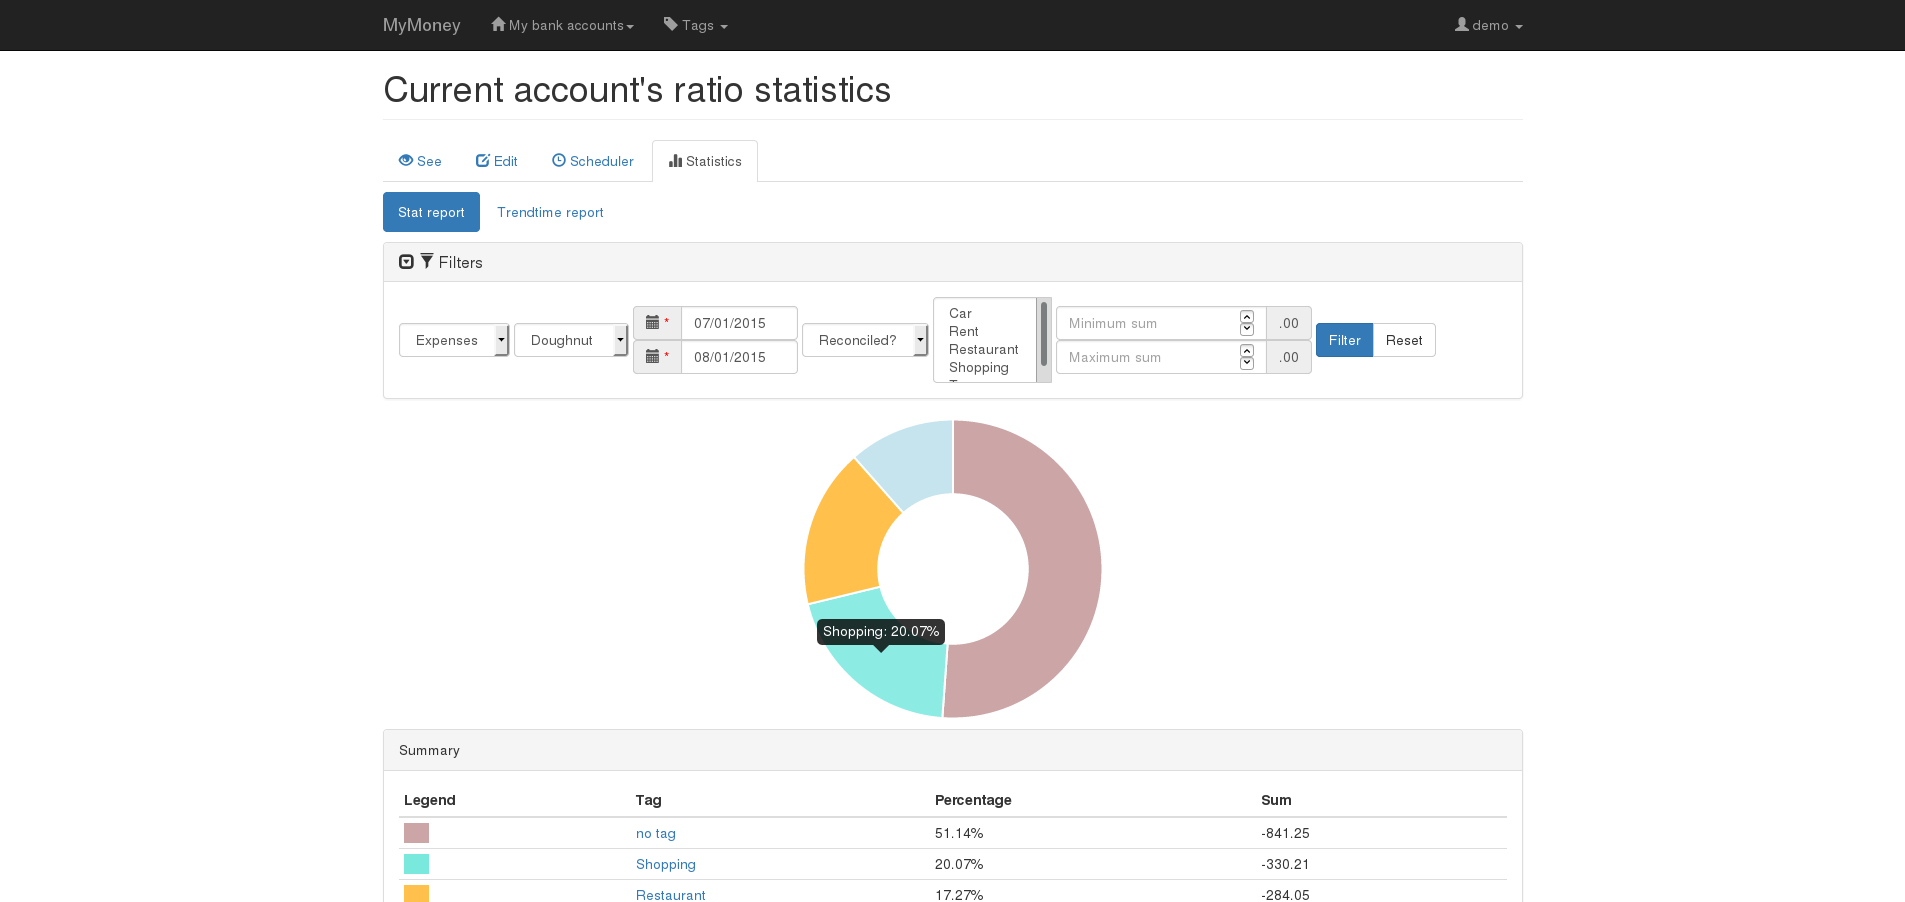 MyMoney My bank accounts Tags demo
Current account's ratio statistics
See Edit Scheduler Statistics
Stat report Trendtime report
Filters
Expenses Doughnut * 07/01/2015 * 08/01/2015 Reconciled?
Car
Rent
Restaurant
Shopping
Minimum sum .00
Maximum sum .00
Filter Reset
Shopping: 20.07%
Summary
Legend Tag Percentage Sum
no tag 51.14% -841.25
Shopping 20.07% -330.21
Restaurant 17.27% -284.05